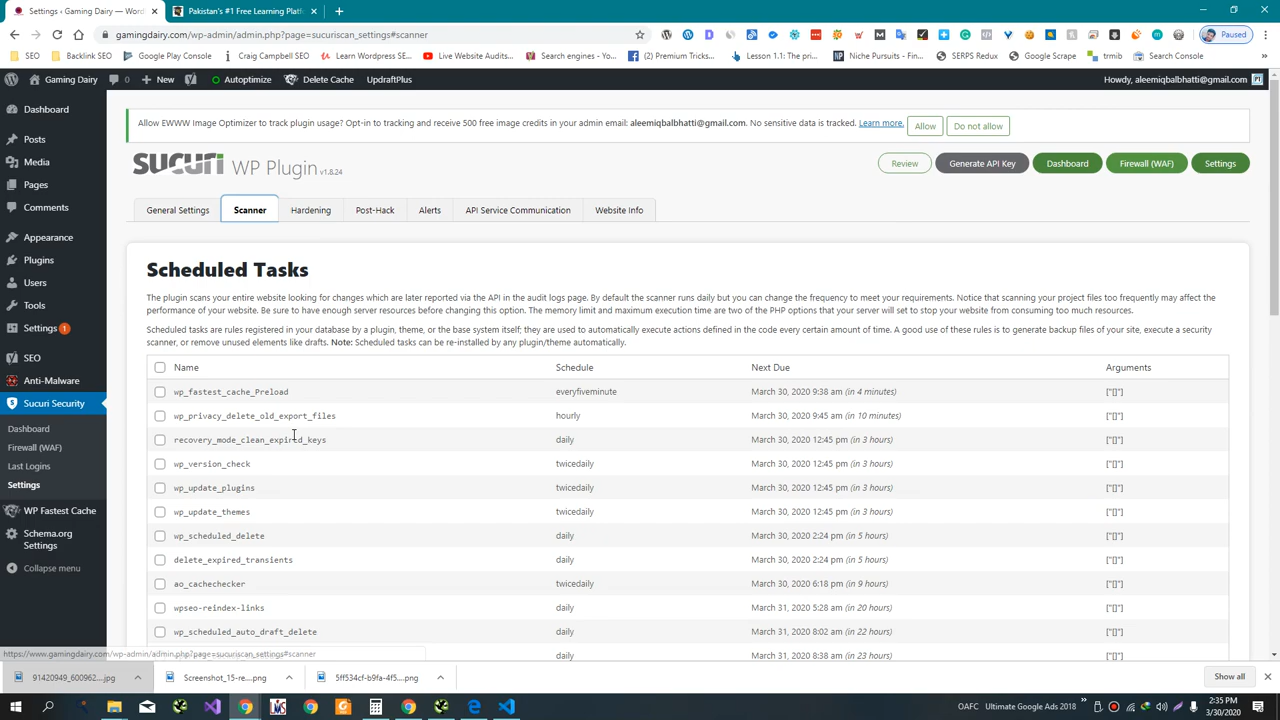 Settings ‹ Gaming Dairy — Wor
Pakistan's #1 Free Learning Platf
gamingdairy.com/wp-admin/admin.php?page=sucuriscan_settings#scanner
Paused
SEO
Backlink SEO
Google Play Console
Craig Campbell SEO
Learn Wordpress SE...
Live Website Audits...
Search engines - Yo...
(3) Premium Tricks...
Lesson 1.1: The pri...
Niche Pursuits - Fin...
SERPS Redux
Google Scrape
trmib
Search Console
Gaming Dairy
0
New
Autoptimize
Delete Cache
UpdraftPlus
Howdy, aleemiqbalbhatti@gmail.com
Dashboard
Posts
Media
Pages
Comments
Appearance
Plugins
Users
Tools
Settings 1
SEO
Anti-Malware
Sucuri Security
Dashboard
Firewall (WAF)
Last Logins
Settings
WP Fastest Cache
Schema.org
Settings
Collapse menu
Allow EWWW Image Optimizer to track plugin usage? Opt-in to tracking and receive 500 free image credits in your admin email: aleemiqbalbhatti@gmail.com. No sensitive data is tracked. Learn more. Allow Do not allow
SUCURI WP Plugin v1.8.24
Review
Generate API Key
Dashboard
Firewall (WAF)
Settings
General Settings
Scanner
Hardening
Post-Hack
Alerts
API Service Communication
Website Info
Scheduled Tasks
The plugin scans your entire website looking for changes which are later reported via the API in the audit logs page. By default the scanner runs daily but you can change the frequency to meet your requirements. Notice that scanning your project files too frequently may affect the
performance of your website. Be sure to have enough server resources before changing this option. The memory limit and maximum execution time are two of the PHP options that your server will set to stop your website from consuming too much resources.
Scheduled tasks are rules registered in your database by a plugin, theme, or the base system itself; they are used to automatically execute actions defined in the code every certain amount of time. A good use of these rules is to generate backup files of your site, execute a security
scanner, or remove unused elements like drafts. Note: Scheduled tasks can be re-installed by any plugin/theme automatically.
Name Schedule Next Due Arguments
wp_fastest_cache_Preload everyfiveminute March 30, 2020 9:38 am (in 4 minutes) ["[]"]
wp_privacy_delete_old_export_files hourly March 30, 2020 9:45 am (in 10 minutes) ["[]"]
recovery_mode_clean_expired_keys daily March 30, 2020 12:45 pm (in 3 hours) ["[]"]
wp_version_check twicedaily March 30, 2020 12:45 pm (in 3 hours) ["[]"]
wp_update_plugins twicedaily March 30, 2020 12:45 pm (in 3 hours) ["[]"]
wp_update_themes twicedaily March 30, 2020 12:45 pm (in 3 hours) ["[]"]
wp_scheduled_delete daily March 30, 2020 2:24 pm (in 5 hours) ["[]"]
delete_expired_transients daily March 30, 2020 2:24 pm (in 5 hours) ["[]"]
ao_cachechecker twicedaily March 30, 2020 6:18 pm (in 9 hours) ["[]"]
wpseo-reindex-links daily March 31, 2020 5:28 am (in 20 hours) ["[]"]
wp_scheduled_auto_draft_delete daily March 31, 2020 8:02 am (in 22 hours) ["[]"]
daily March 31, 2020 8:38 am (in 23 hours) ["[]"]
https://www.gamingdairy.com/wp-admin/admin.php?page=sucuriscan_settings#scanner
91420949_600962....jpg
Screenshot_15-re....png
5ff534cf-b9fa-4f5....png
Show all
OAFC Ultimate Google Ads 2018
2:35 PM
3/30/2020